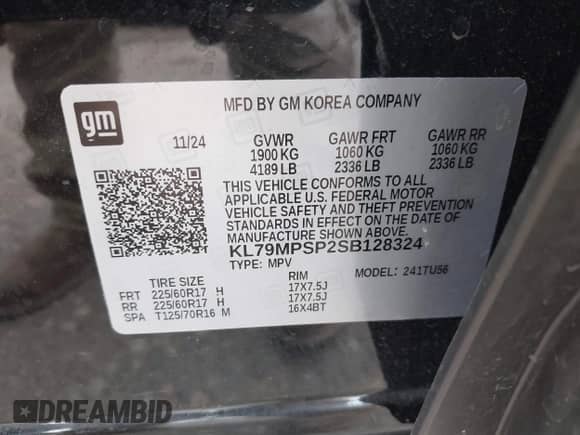 gm
MFD BY GM KOREA COMPANY
11/24 GVWR GAWR FRT GAWR RR
1900 KG 1060 KG 1060 KG
4189 LB 2336 LB 2336 LB
THIS VEHICLE CONFORMS TO ALL
APPLICABLE U.S. FEDERAL MOTOR
VEHICLE SAFETY AND THEFT PREVENTION
STANDARDS IN EFFECT ON THE DATE OF
MANUFACTURE SHOWN ABOVE.
KL79MPSP2SB128324
TYPE: MPV MODEL: 241TU56
TIRE SIZE RIM
FRT 225/60R17 H 17X7.5J
RR 225/60R17 H 17X7.5J
SPA T125/70R16 M 16X4BT
DREAMBID